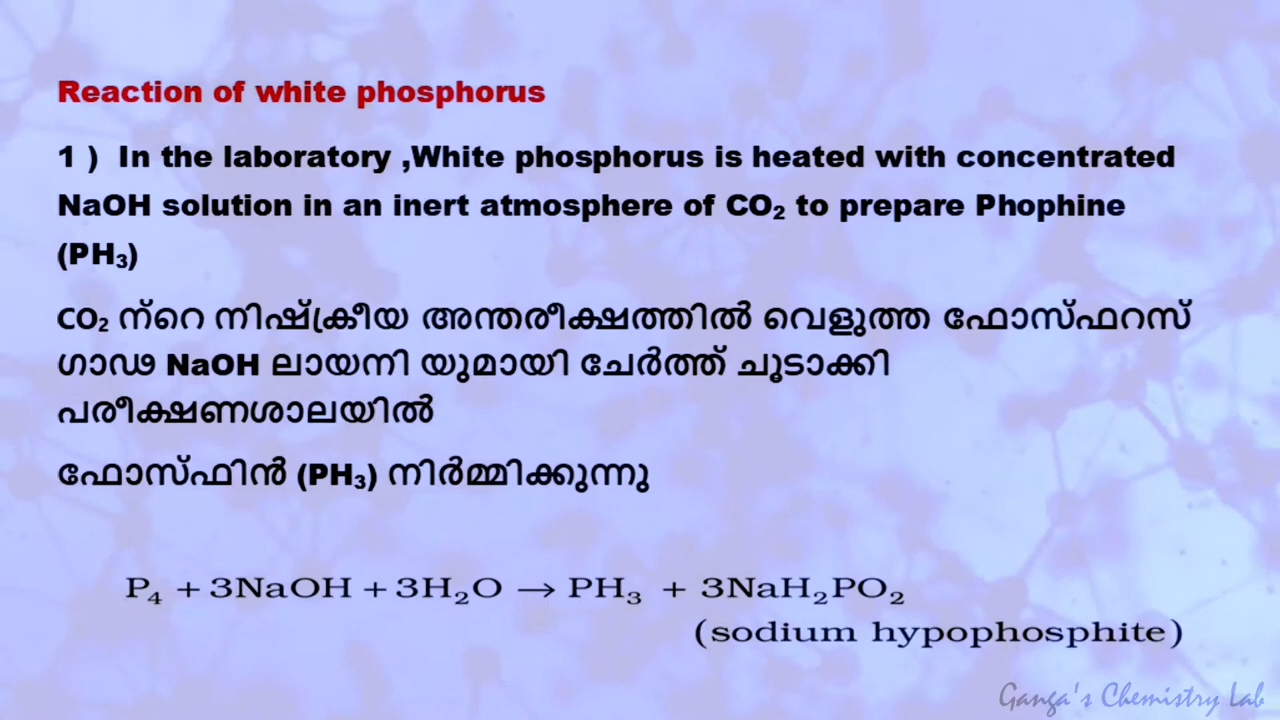 Reaction of white phosphorus
1 ) In the laboratory ,White phosphorus is heated with concentrated
NaOH solution in an inert atmosphere of CO₂ to prepare Phophine
(PH₃)
CO₂ ന്റെ നിഷ്ക്രീയ അന്തരീക്ഷത്തിൽ വെളുത്ത ഫോസ്ഫറസ്
ഗാഢ NaOH ലായനി യുമായി ചേർത്ത് ചൂടാക്കി
പരീക്ഷണശാലയിൽ
ഫോസ്ഫിൻ (PH₃) നിർമ്മിക്കുന്നു
P₄ + 3NaOH + 3H₂O → PH₃ + 3NaH₂PO₂
(sodium hypophosphite)
Ganga's Chemistry Lab